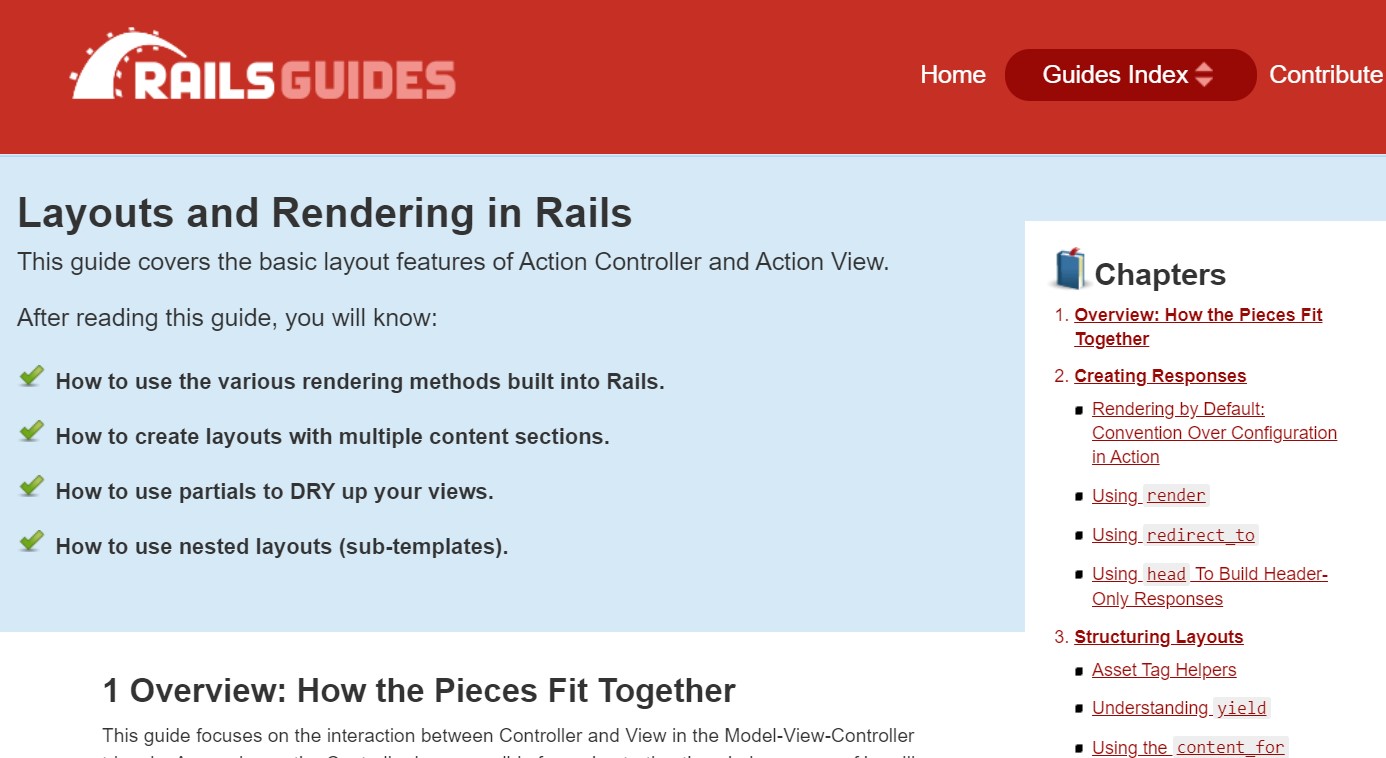 RAILSGUIDES
Home
Guides Index
Contribute
Layouts and Rendering in Rails
This guide covers the basic layout features of Action Controller and Action View.
After reading this guide, you will know:
How to use the various rendering methods built into Rails.
How to create layouts with multiple content sections.
How to use partials to DRY up your views.
How to use nested layouts (sub-templates).
Chapters
1. Overview: How the Pieces Fit
Together
2. Creating Responses
Rendering by Default:
Convention Over Configuration
in Action
Using render
Using redirect_to
Using head To Build Header-
Only Responses
3. Structuring Layouts
Asset Tag Helpers
Understanding yield
Using the content_for
1 Overview: How the Pieces Fit Together
This guide focuses on the interaction between Controller and View in the Model-View-Controller